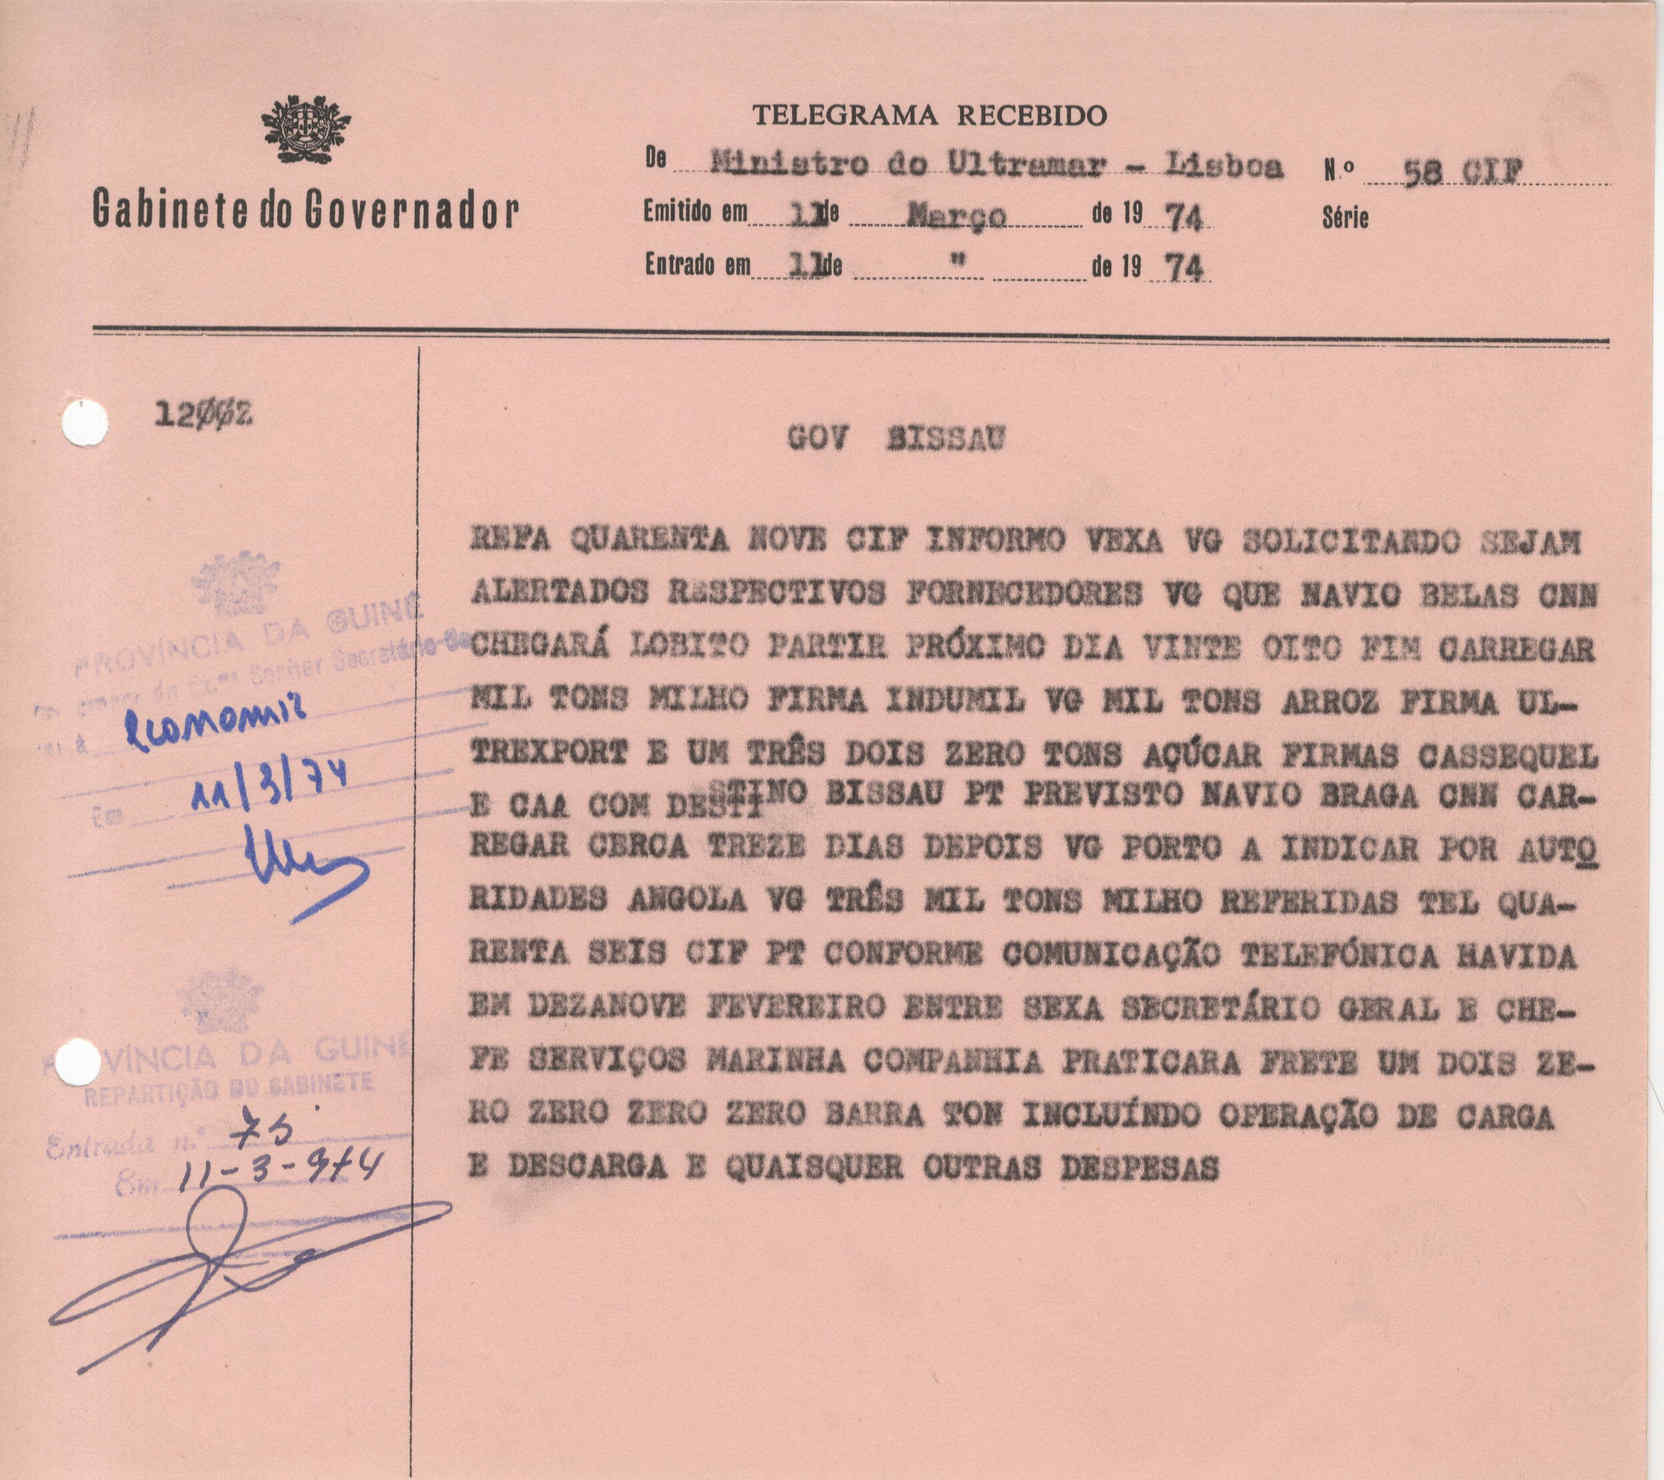 TELEGRAMA RECEBIDO
Gabinete do Governador
De Ministro do Ultramar - Lisboa Nº 58 CIF
Emitido em 11 de Março de 1974 Série
Entrado em 11 de " de 1974
12ØØZ
GOV BISSAU
REFA QUARENTA NOVE CIF INFORMO VEXA VG SOLICITANDO SEJAM
ALERTADOS RESPECTIVOS FORNECEDORES VG QUE NAVIO BELAS CNN
CHEGARÁ LOBITO PARTIR PRÓXIMO DIA VINTE OITO FIM CARREGAR
MIL TONS MILHO FIRMA INDUMIL VG MIL TONS ARROZ FIRMA UL-
TREXPORT E UM TRÊS DOIS ZERO TONS AÇÚCAR FIRMAS CASSEQUEL
E CAA COM DESTINO BISSAU PT PREVISTO NAVIO BRAGA CNN CAR-
REGAR CERCA TREZE DIAS DEPOIS VG PORTO A INDICAR POR AUTO
RIDADES ANGOLA VG TRÊS MIL TONS MILHO REFERIDAS TEL QUA-
RENTA SEIS CIF PT CONFORME COMUNICAÇÃO TELEFÓNICA HAVIDA
EM DEZANOVE FEVEREIRO ENTRE SEXA SECRETÁRIO GERAL E CHE-
FE SERVIÇOS MARINHA COMPANHIA PRATICARA FRETE UM DOIS ZE-
RO ZERO ZERO ZERO BARRA TON INCLUÍNDO OPERAÇÃO DE CARGA
E DESCARGA E QUAISQUER OUTRAS DESPESAS
PROVÍNCIA DA GUINÉ
Senhor Secretário-Ge
Economia
Em 11/3/74
PROVÍNCIA DA GUINÉ
REPARTIÇÃO DO GABINETE
Entrada n.º 75
Em 11-3-974